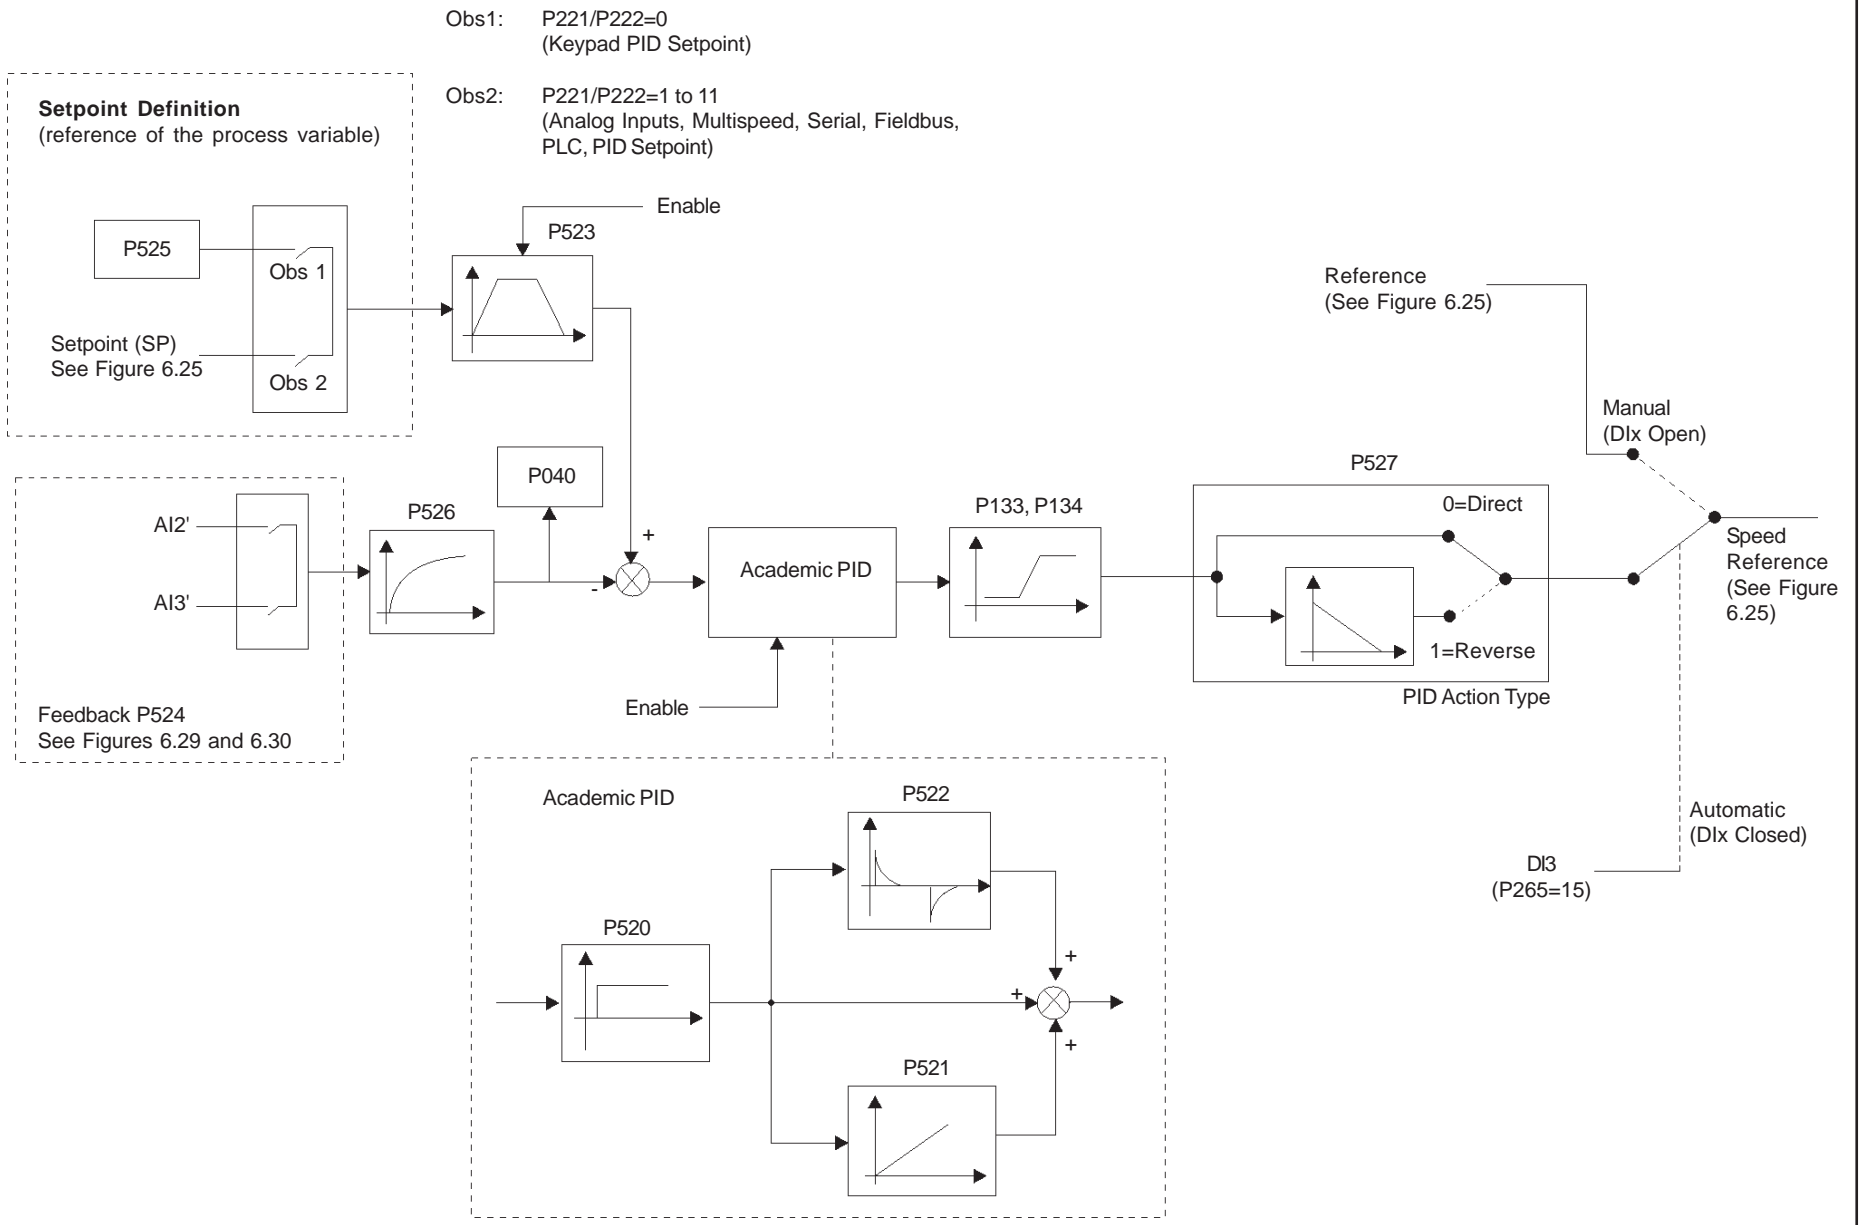 Obs1: P221/P222=0
(Keypad PID Setpoint)
Obs2: P221/P222=1 to 11
(Analog Inputs, Multispeed, Serial, Fieldbus,
PLC, PID Setpoint)
Setpoint Definition
(reference of the process variable)
P525
Obs 1
Setpoint (SP)
See Figure 6.25
Obs 2
Enable
P523
Reference
(See Figure 6.25)
Manual
(DIx Open)
P040
AI2'
AI3'
P526
+
-
Academic PID
Enable
P133, P134
P527
0=Direct
1=Reverse
PID Action Type
Speed
Reference
(See Figure
6.25)
Feedback P524
See Figures 6.29 and 6.30
Automatic
(DIx Closed)
DI3
(P265=15)
Academic PID
P522
P520
+
+
+
P521